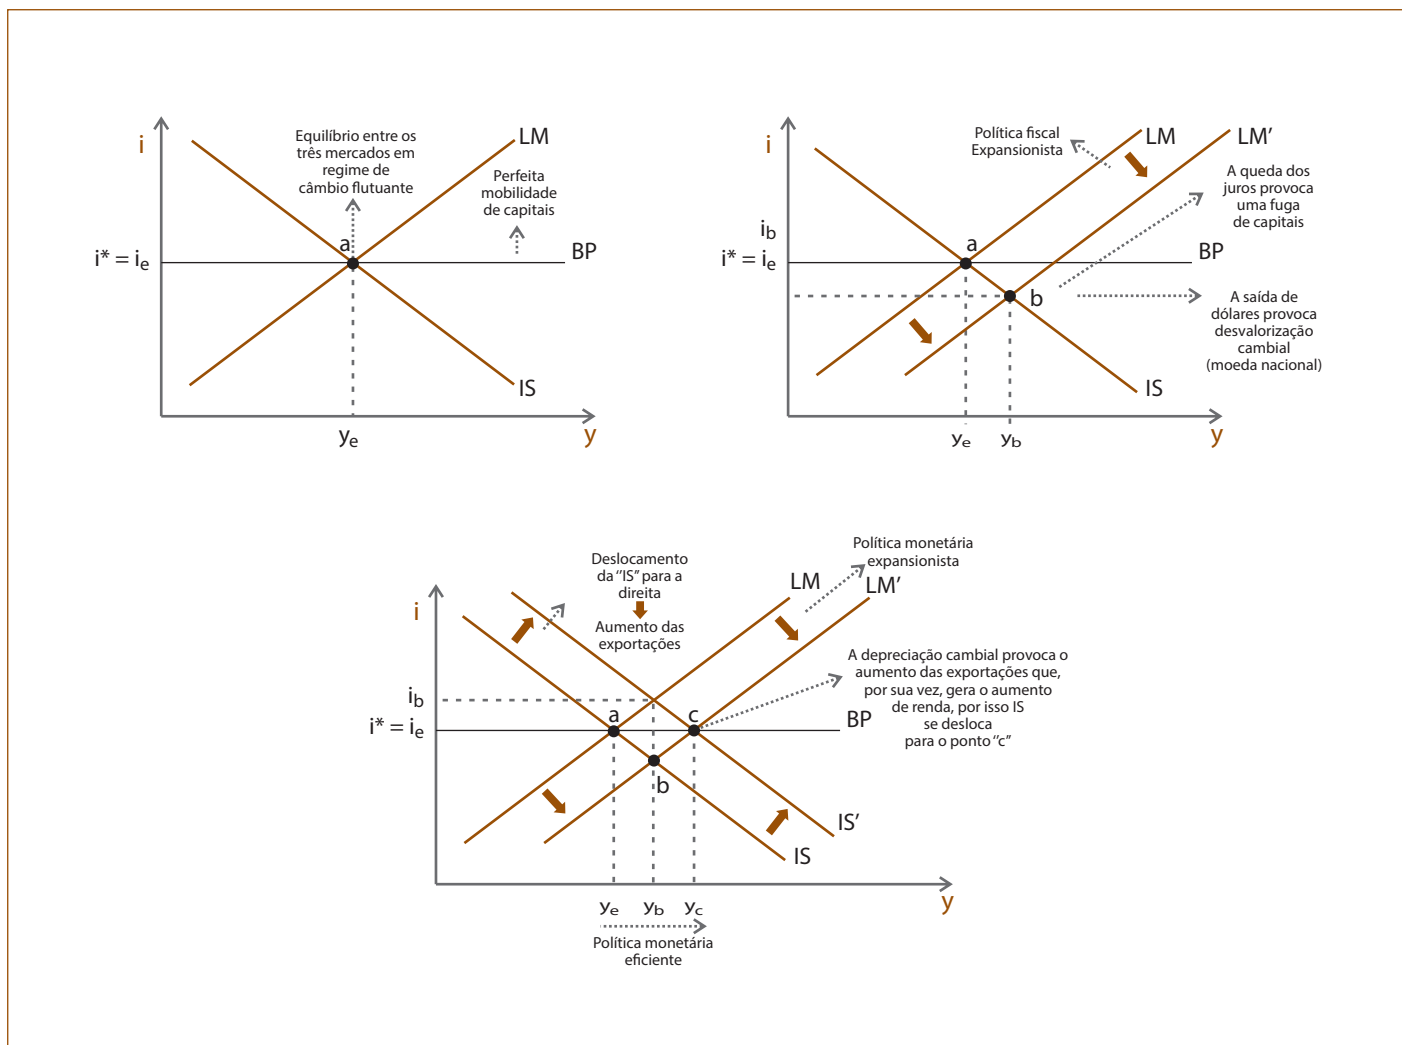 i
Equilíbrio entre os
três mercados em
regime de
câmbio flutuante
LM
Perfeita
mobilidade
de capitais
a
i* = ie
BP
IS
ye
y
i
Política fiscal
Expansionista
LM
LM’
A queda dos
juros provoca
uma fuga
de capitais
ib
i* = ie
a
BP
b
A saída de
dólares provoca
desvalorização
cambial
(moeda nacional)
ye
yb
y
i
Deslocamento
da “IS” para a
direita
Aumento das
exportações
LM
LM’
Política monetária
expansionista
A depreciação cambial provoca o
aumento das exportações que,
por sua vez, gera o aumento
de renda, por isso IS
se desloca
para o ponto “c”
ib
i* = ie
a
c
BP
b
IS’
IS
ye
yb
yc
y
Política monetária
eficiente